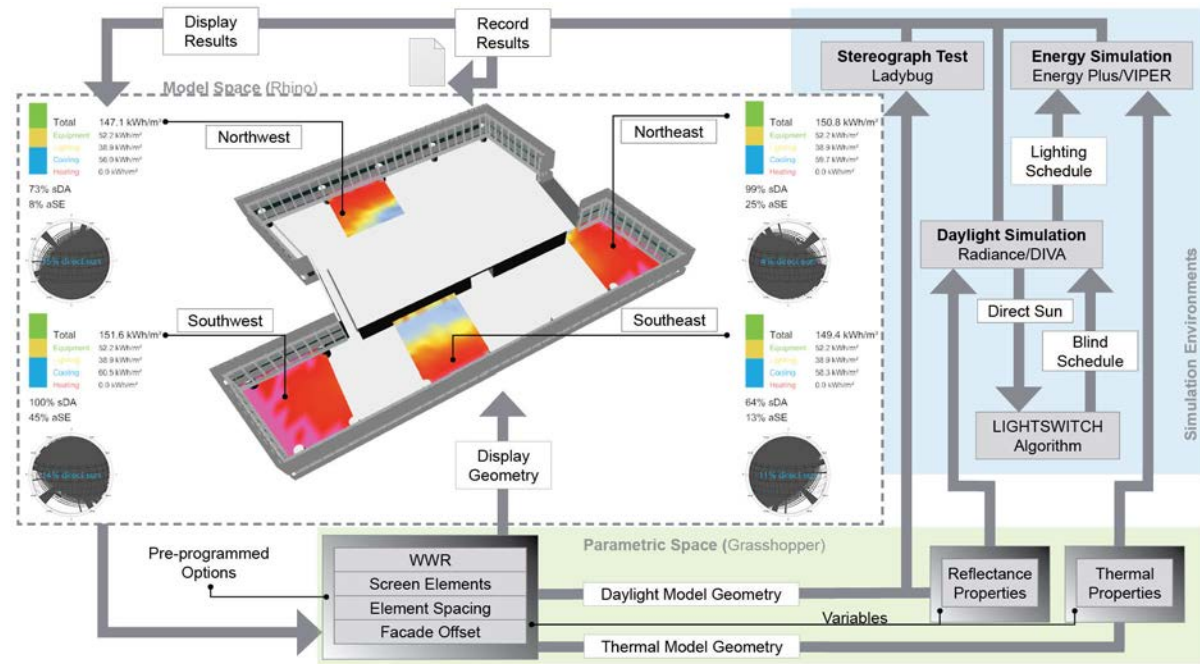 Display
Results
Record
Results
Stereograph Test
Ladybug
Energy Simulation
Energy Plus/VIPER
Model Space (Rhino)
Total 147.1 kWh/m²
Equipment 52.2 kWh/m²
Lighting 38.9 kWh/m²
Cooling 56.0 kWh/m²
Heating 0.0 kWh/m²
73% sDA
8% aSE
Northwest
Northeast
Total 150.8 kWh/m²
Equipment 52.2 kWh/m²
Lighting 38.9 kWh/m²
Cooling 59.7 kWh/m²
Heating 0.0 kWh/m²
99% sDA
25% aSE
Lighting
Schedule
Daylight Simulation
Radiance/DIVA
direct sun
direct sun
Southwest
Southeast
Total 151.6 kWh/m²
Equipment 52.2 kWh/m²
Lighting 38.9 kWh/m²
Cooling 60.5 kWh/m²
Heating 0.0 kWh/m²
100% sDA
45% aSE
Total 149.4 kWh/m²
Equipment 52.2 kWh/m²
Lighting 38.9 kWh/m²
Cooling 58.3 kWh/m²
Heating 0.0 kWh/m²
64% sDA
13% aSE
Direct Sun
Blind
Schedule
LIGHTSWITCH
Algorithm
Simulation Environments
direct sun
11% direct sun
Display
Geometry
Parametric Space (Grasshopper)
Pre-programmed
Options
WWR
Screen Elements
Element Spacing
Facade Offset
Daylight Model Geometry
Variables
Thermal Model Geometry
Reflectance
Properties
Thermal
Properties